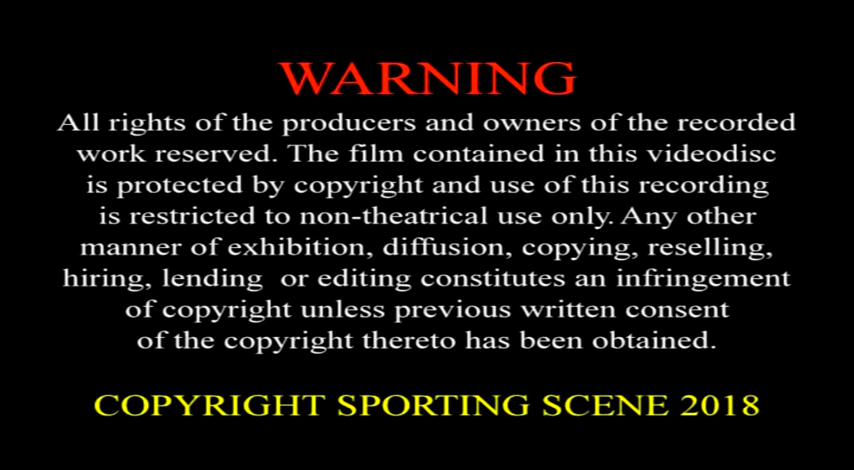 WARNING
All rights of the producers and owners of the recorded
work reserved. The film contained in this videodisc
is protected by copyright and use of this recording
is restricted to non-theatrical use only. Any other
manner of exhibition, diffusion, copying, reselling,
hiring, lending  or editing constitutes an infringement
of copyright unless previous written consent
of the copyright thereto has been obtained.
COPYRIGHT SPORTING SCENE 2018